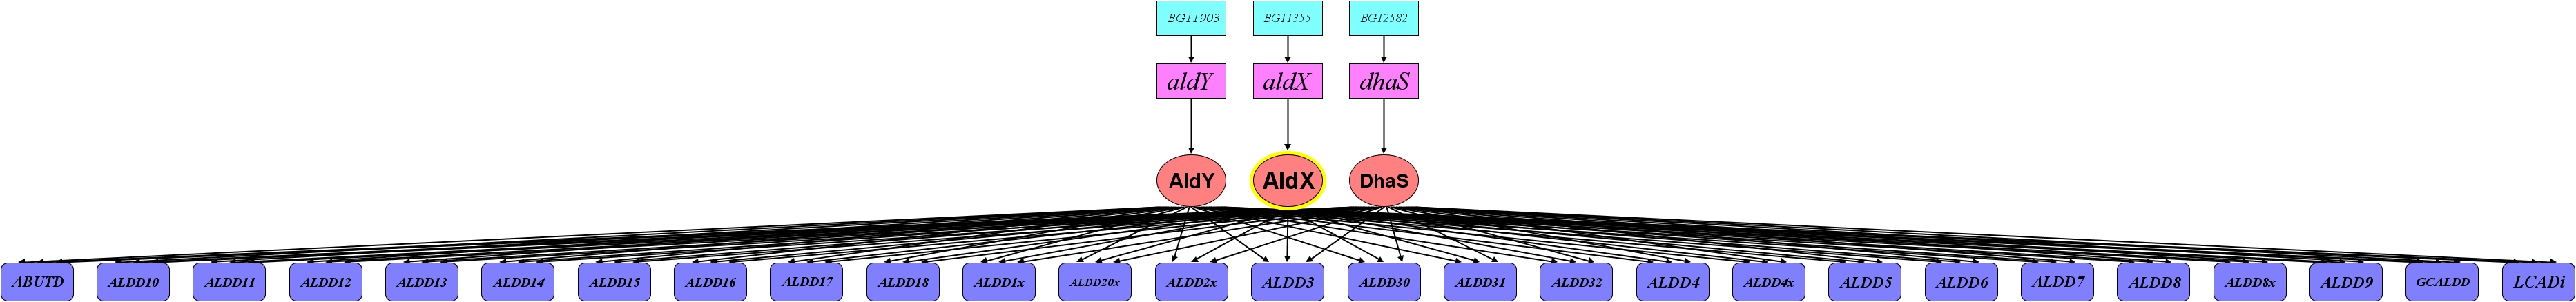 BG11903 BG11355 BG12582
aldY aldX dhaS
AldY AldX DhaS
ABUTD ALDD10 ALDD11 ALDD12 ALDD13 ALDD14 ALDD15 ALDD16 ALDD17 ALDD18 ALDD1x ALDD20x ALDD2x ALDD3 ALDD30 ALDD31 ALDD32 ALDD4 ALDD4x ALDD5 ALDD6 ALDD7 ALDD8 ALDD8x ALDD9 GCALDD LCADi